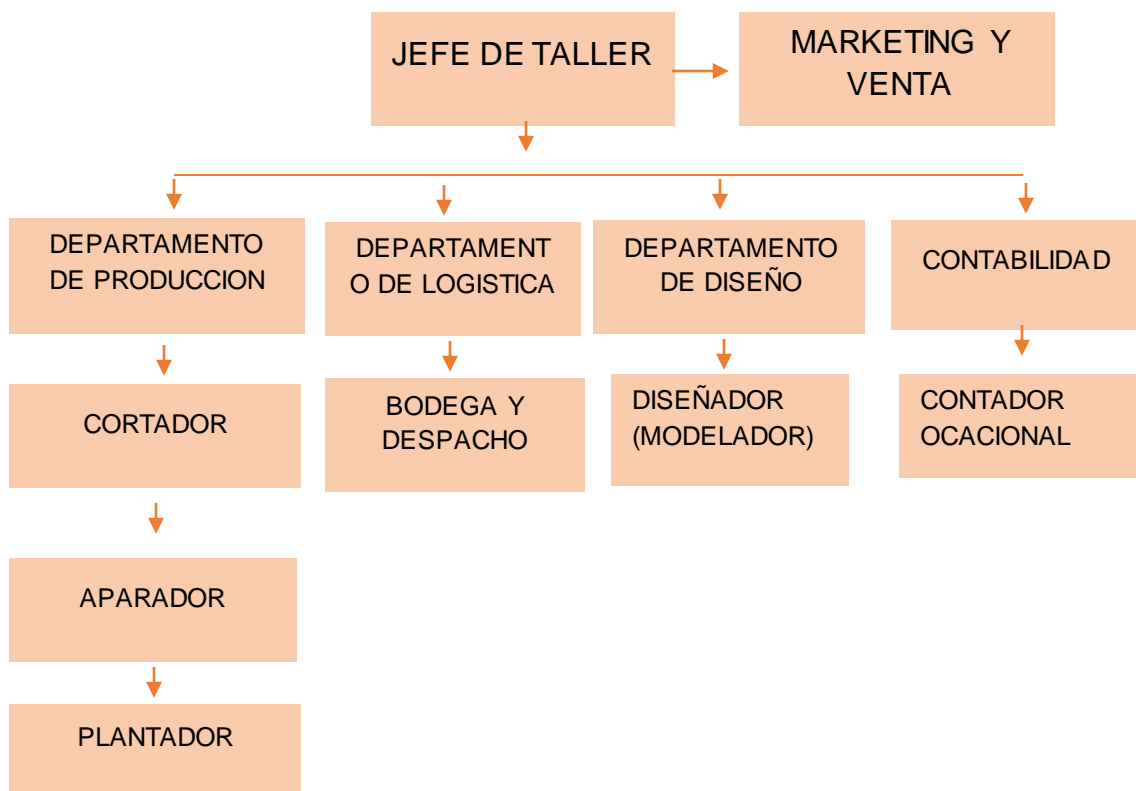 JEFE DE TALLER
MARKETING Y
VENTA
DEPARTAMENTO
DE PRODUCCION
DEPARTAMENT
O DE LOGISTICA
DEPARTAMENTO
DE DISEÑO
CONTABILIDAD
CORTADOR
BODEGA Y
DESPACHO
DISEÑADOR
(MODELADOR)
CONTADOR
OCACIONAL
APARADOR
PLANTADOR